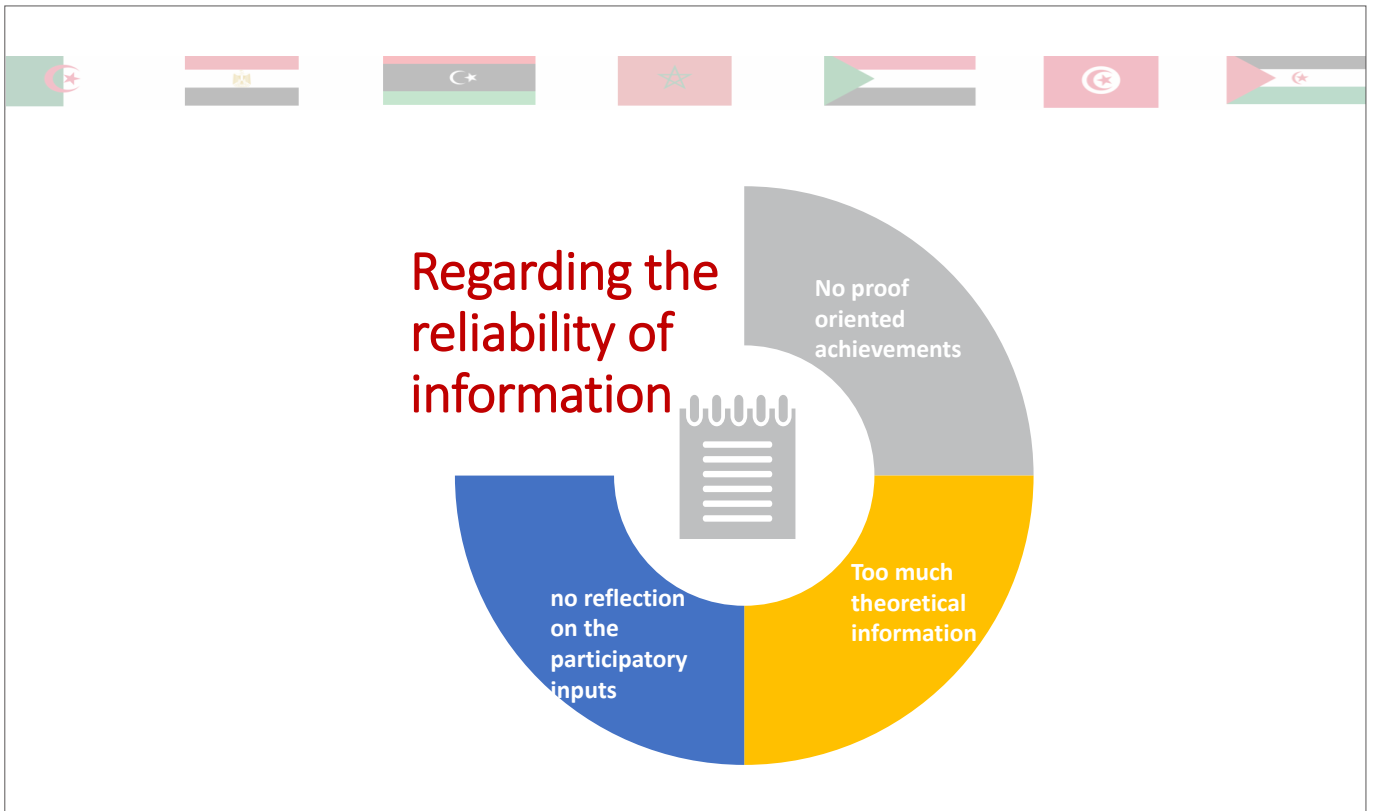 Regarding the
reliability of
information
No proof
oriented
achievements
Too much
theoretical
information
no reflection
on the
participatory
inputs